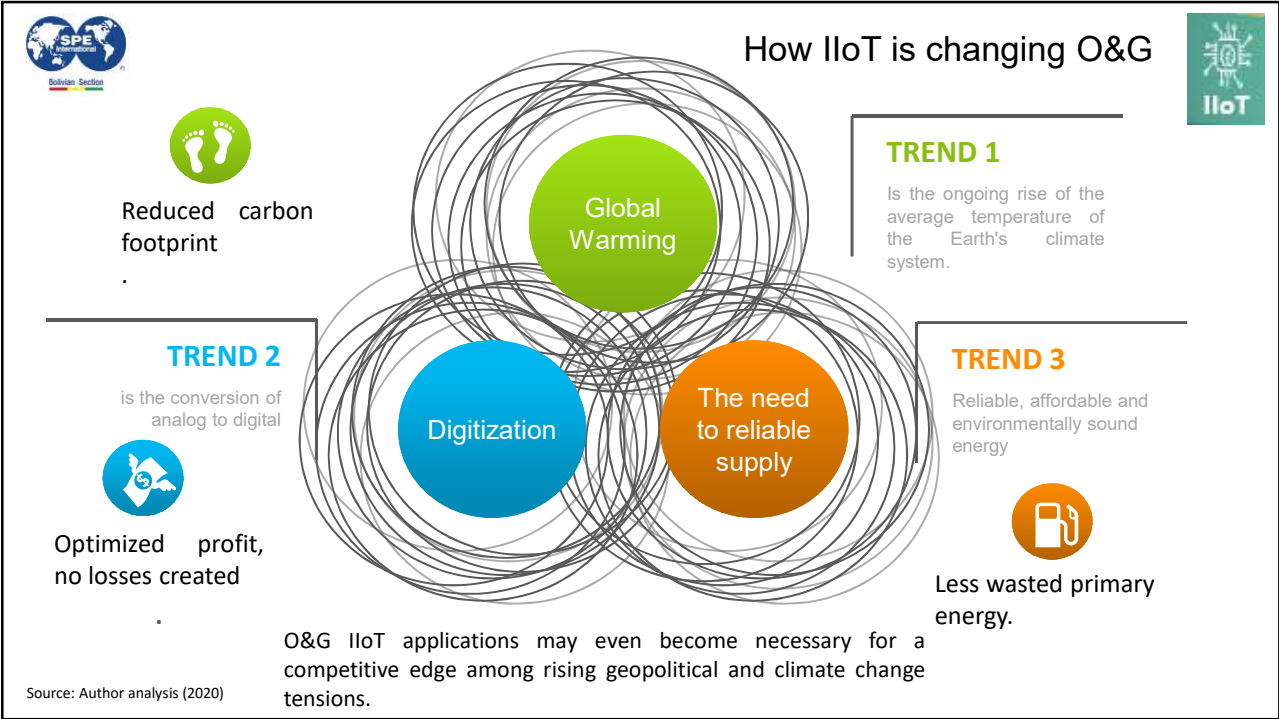 SPE
International
Bolivian Section
How IIoT is changing O&G
IIoT
Reduced carbon
footprint
.
Global
Warming
TREND 1
Is the ongoing rise of the
average temperature of
the Earth's climate
system.
TREND 2
is the conversion of
analog to digital
Optimized profit,
no losses created
.
Digitization
The need
to reliable
supply
TREND 3
Reliable, affordable and
environmentally sound
energy
Less wasted primary
energy.
O&G IIoT applications may even become necessary for a
competitive edge among rising geopolitical and climate change
tensions.
Source: Author analysis (2020)